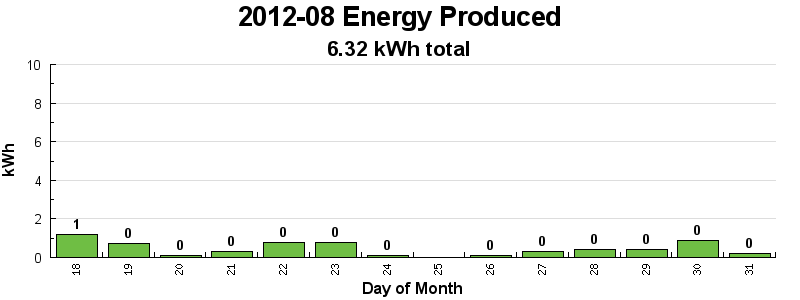 2012-08 Energy Produced
6.32 kWh total
kWh
10
8
6
4
2
0
1 0 0 0 0 0 0 0 0 0 0 0 0
18 19 20 21 22 23 24 25 26 27 28 29 30 31
Day of Month